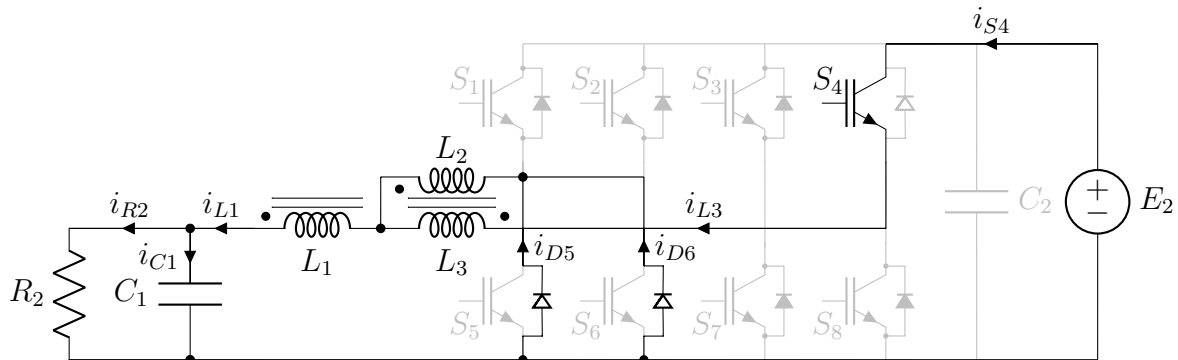 i_{S4}
S_1 S_2 S_3 S_4
L_2
i_{R2} i_{L1} i_{L3} C_2 + − E_2
i_{C1} L_1 L_3 i_{D5} i_{D6}
R_2 C_1 S_5 S_6 S_7 S_8